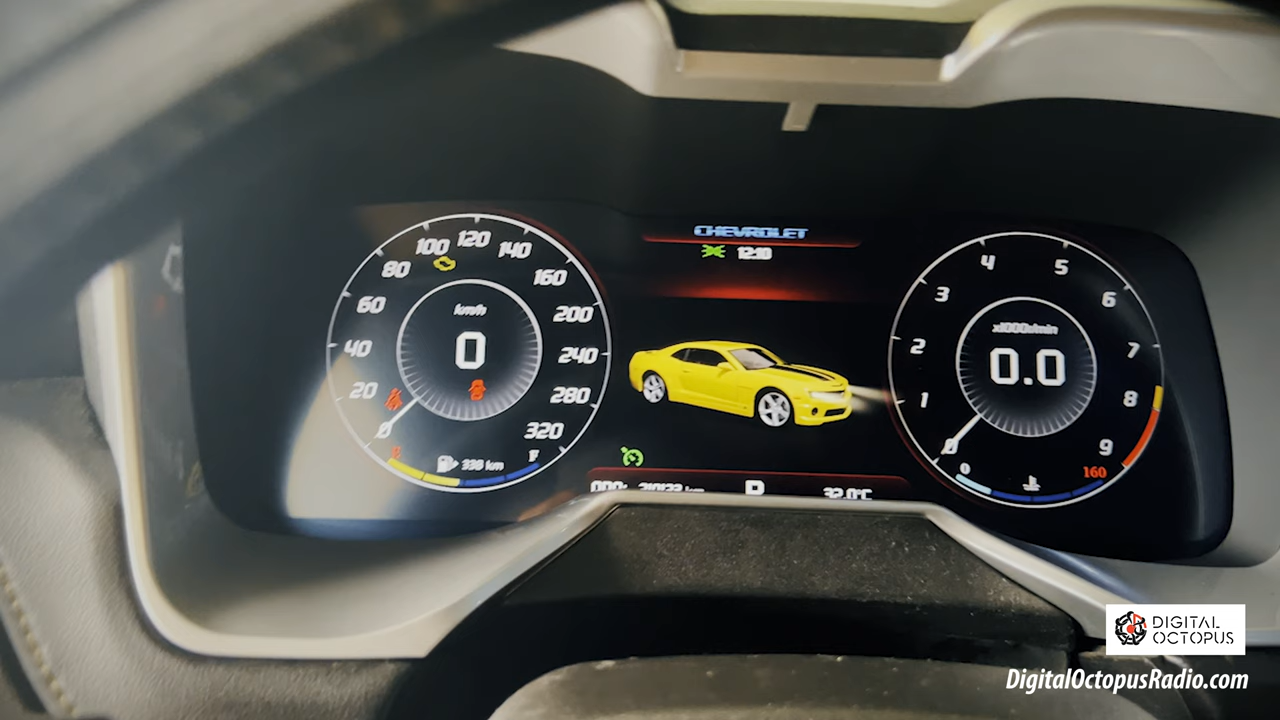 CHEVROLET
12:10
0
20
40
60
80
100
120
140
160
200
240
280
320
km/h
0
E
330 km
F
ODO:
P
32.0°C
0
1
2
3
4
5
6
7
8
9
x1000r/min
0.0
0
160
DIGITAL
OCTOPUS
DigitalOctopusRadio.com